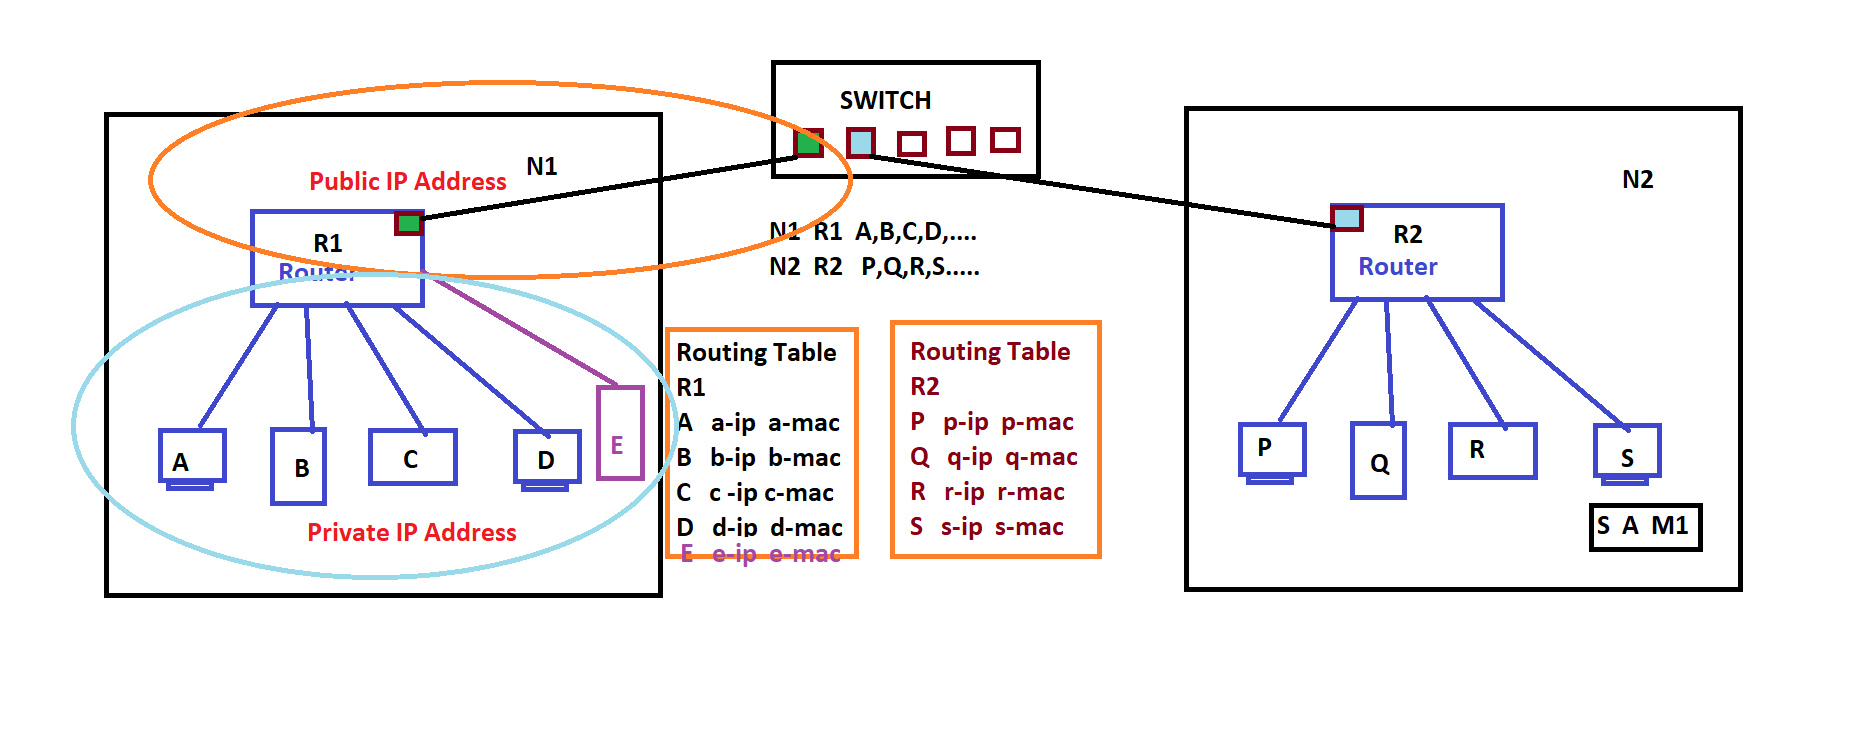 SWITCH
Public IP Address
N1
R1
Router
A
B
C
D
E
Private IP Address
N1 R1 A,B,C,D,....
N2 R2 P,Q,R,S.....
Routing Table
R1
A a-ip a-mac
B b-ip b-mac
C c -ip c-mac
D d-ip d-mac
E e-ip e-mac
Routing Table
R2
P p-ip p-mac
Q q-ip q-mac
R r-ip r-mac
S s-ip s-mac
N2
R2
Router
P
Q
R
S
S A M1